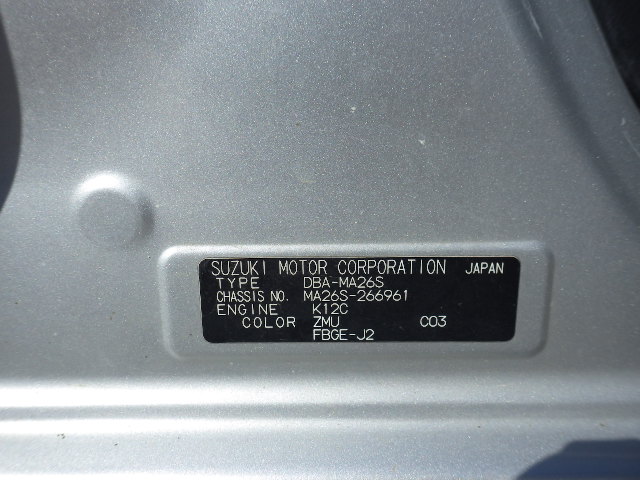 SUZUKI MOTOR CORPORATION JAPAN
TYPE DBA-MA26S
CHASSIS NO. MA26S-266961
ENGINE K12C
COLOR ZMU C03
FBGE-J2